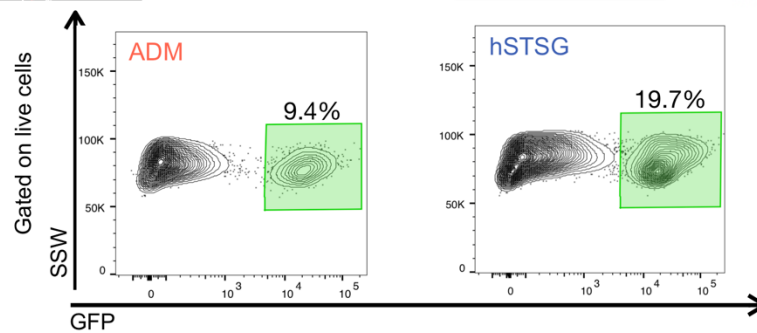 Gated on live cells
SSW
ADM
9.4%
150K
100K
50K
0
0 10^3 10^4 10^5
hSTSG
19.7%
150K
100K
50K
0
0 10^3 10^4 10^5
GFP